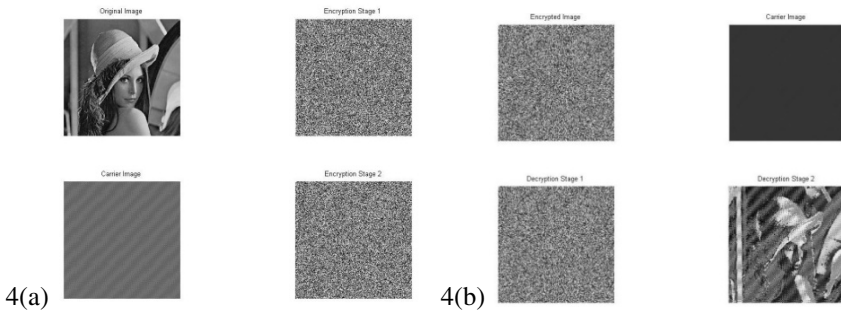 Original Image
Encryption Stage 1
Encrypted Image
Carrier Image
Carrier Image
Encryption Stage 2
Decryption Stage 1
Decryption Stage 2
4(a)
4(b)